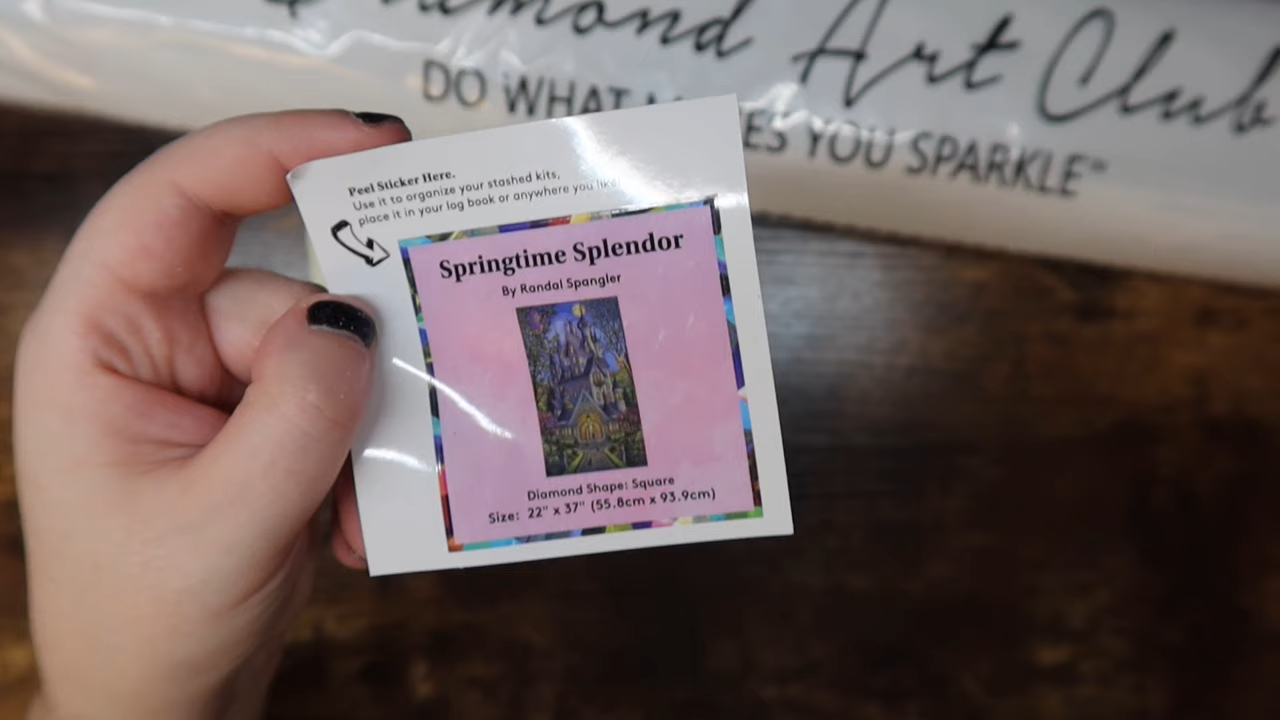 Diamond Art Club
DO WHAT MAKES YOU SPARKLE™
Peel Sticker Here.
Use it to organize your stashed kits,
place it in your log book or anywhere you like
Springtime Splendor
By Randal Spangler
Diamond Shape: Square
Size: 22" x 37" (55.8cm x 93.9cm)